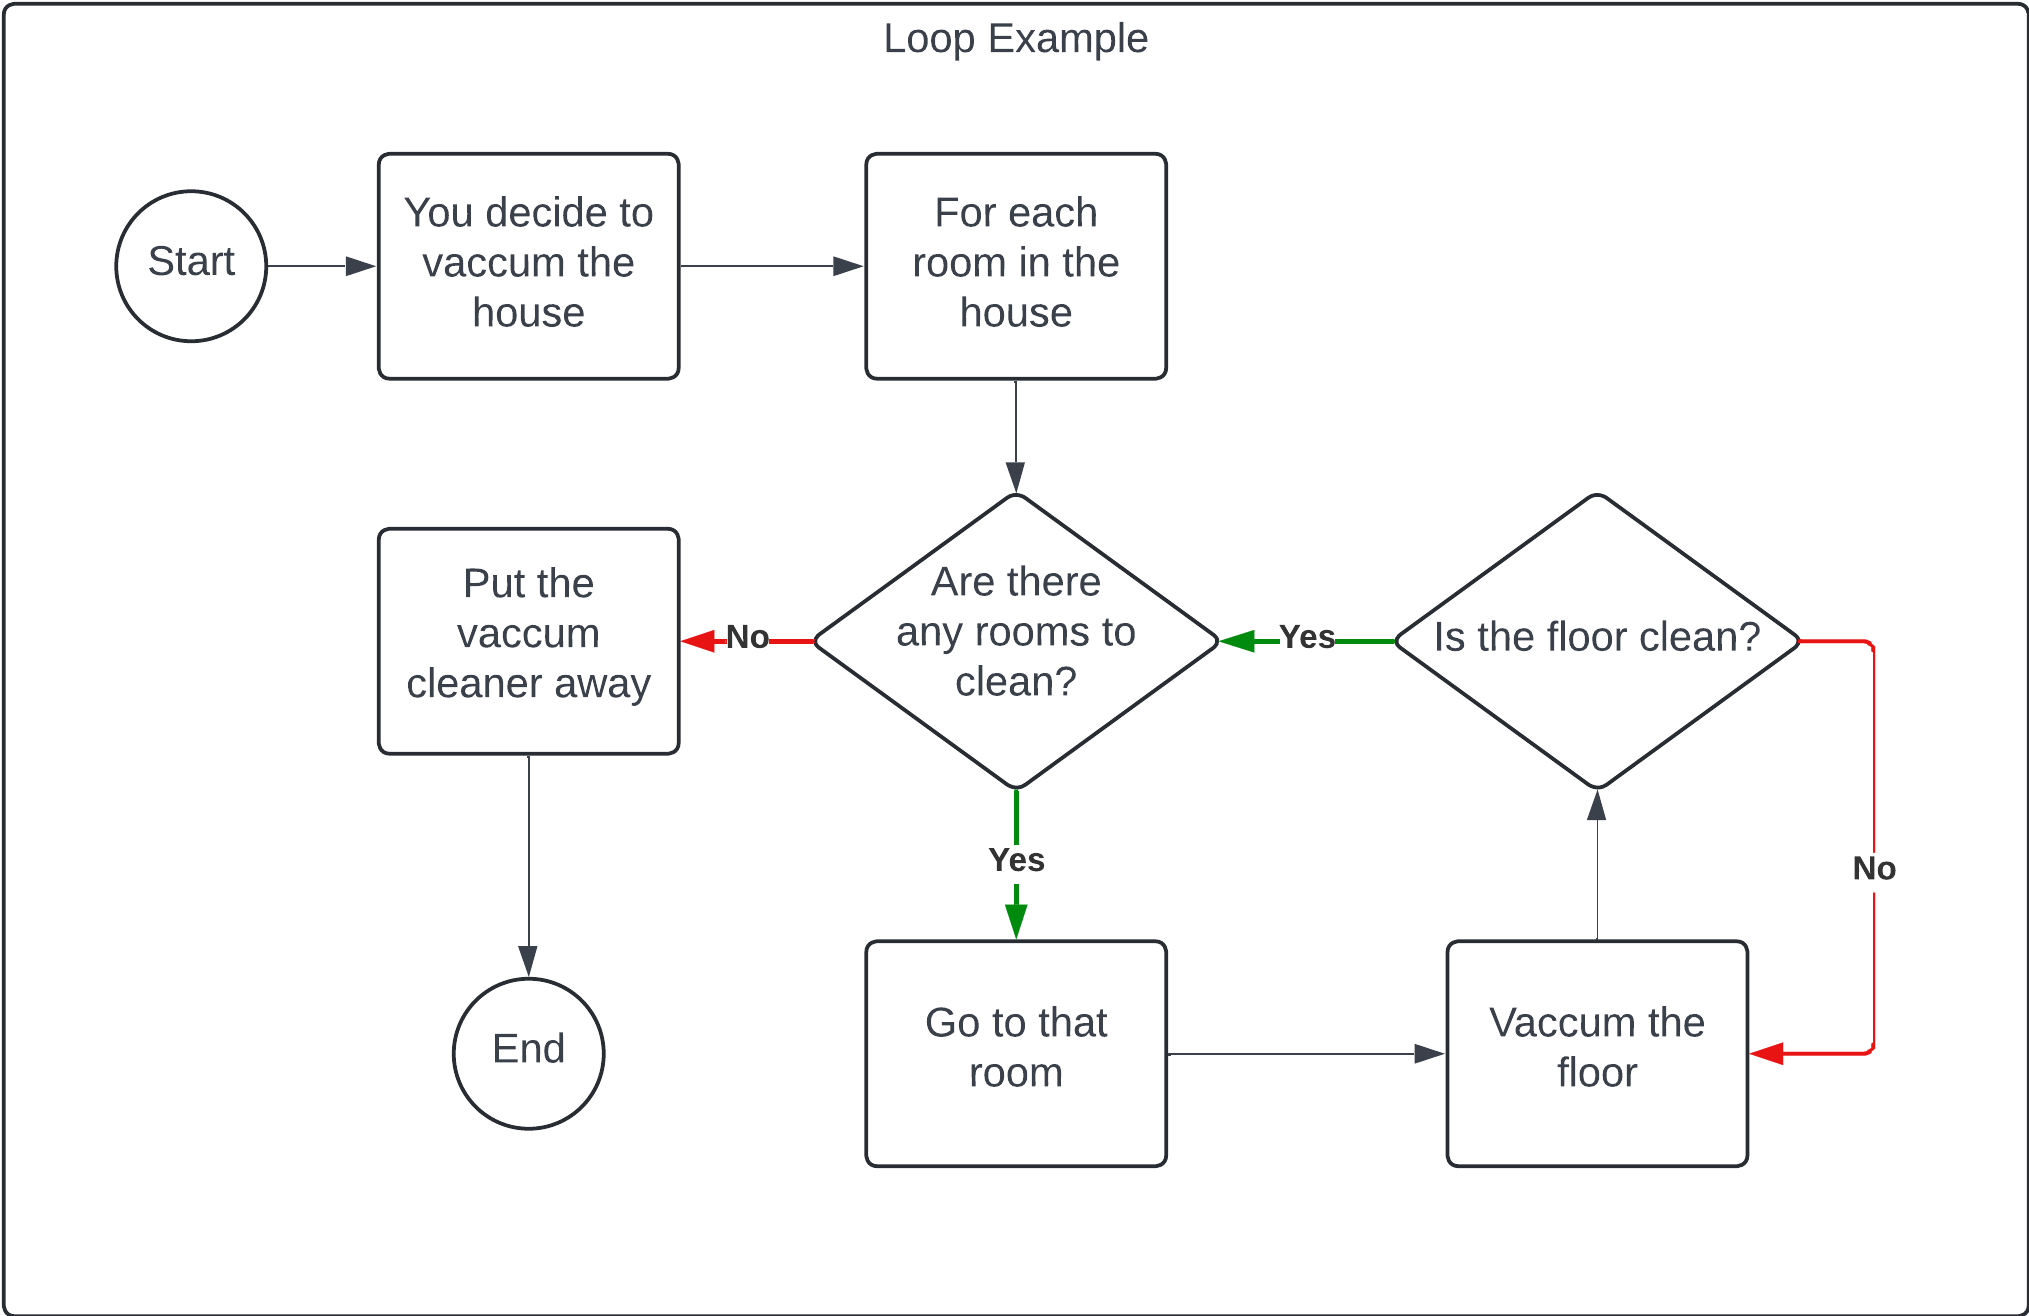 Loop Example
Start
You decide to
vaccum the
house
For each
room in the
house
Put the
vaccum
cleaner away
No
Are there
any rooms to
clean?
Yes
Is the floor clean?
Yes
No
End
Go to that
room
Vaccum the
floor